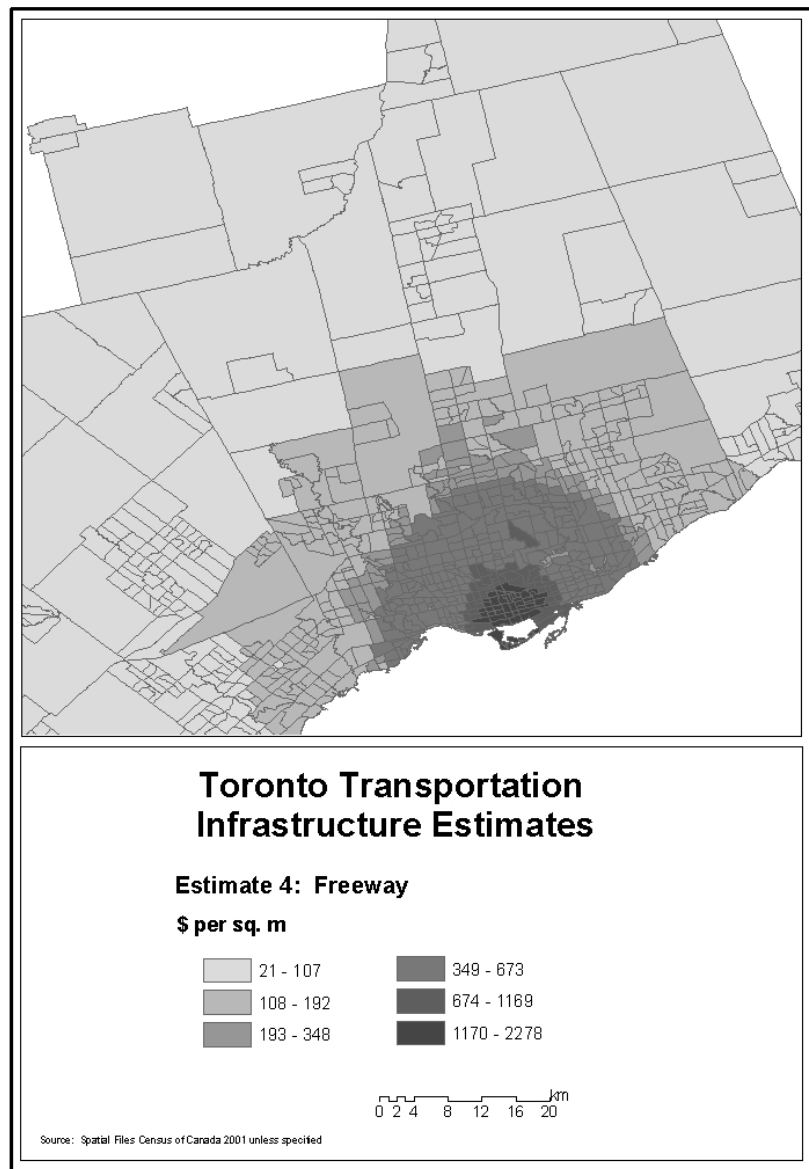 Toronto Transportation
Infrastructure Estimates
Estimate 4: Freeway
$ per sq. m
21 - 107
108 - 192
193 - 348
349 - 673
674 - 1169
1170 - 2278
km
0 2 4 8 12 16 20
Source: Spatial Files Census of Canada 2001 unless specified